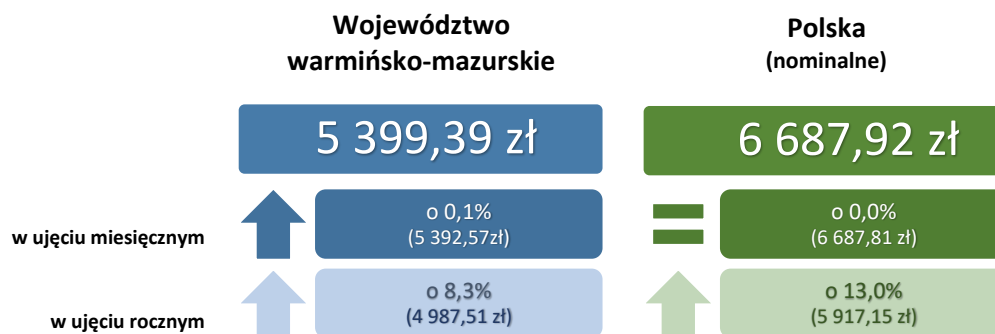 Województwo
warmińsko-mazurskie
Polska
(nominalne)
5 399,39 zł
6 687,92 zł
w ujęciu miesięcznym
o 0,1%
(5 392,57zł)
o 0,0%
(6 687,81 zł)
w ujęciu rocznym
o 8,3%
(4 987,51 zł)
o 13,0%
(5 917,15 zł)